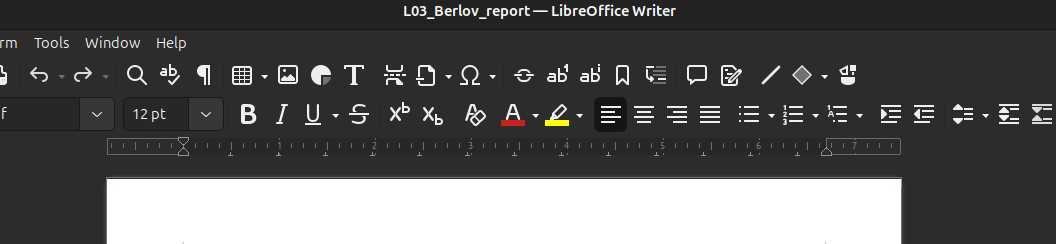 L03_Berlov_report — LibreOffice Writer
rm Tools Window Help
f 12 pt B I U S
1 2 3 4 5 6 7